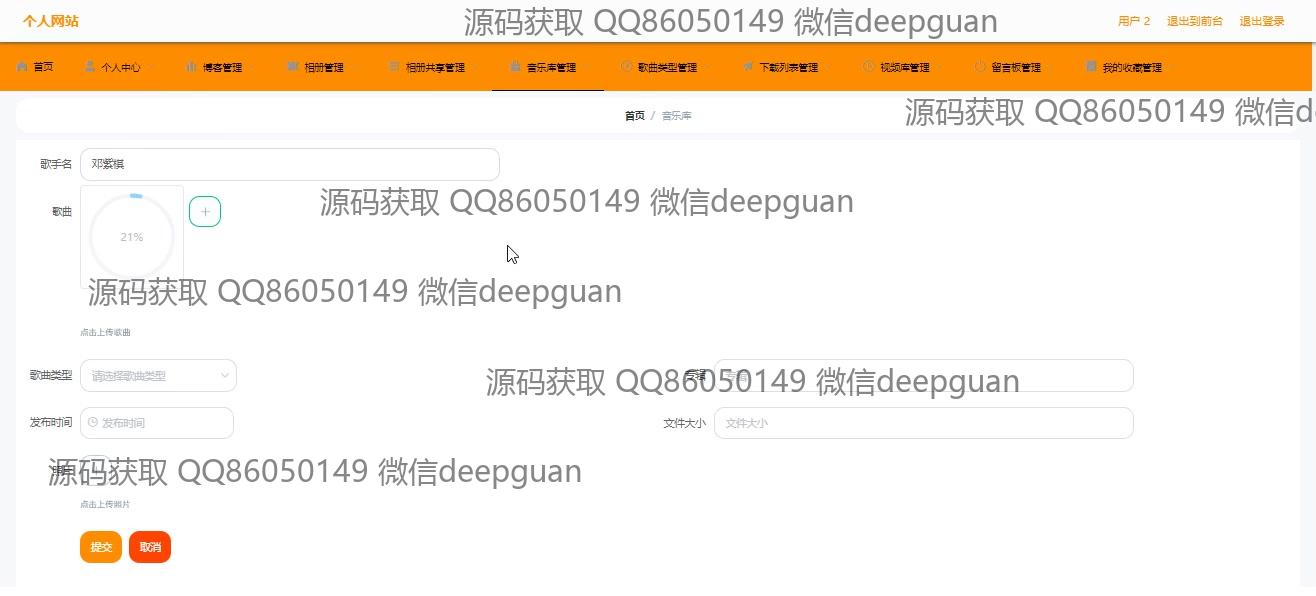 个人网站
源码获取 QQ86050149 微信deepguan
用户 2 退出到前台 退出登录
首页 个人中心 博客管理 相册管理 相册共享管理 音乐库管理 歌曲类型管理 下载列表管理 视频库管理 留言板管理 我的收藏管理
首页 / 音乐库
源码获取 QQ86050149 微信d
歌手名 邓紫棋
源码获取 QQ86050149 微信deepguan
歌曲
21%
源码获取 QQ86050149 微信deepguan
点击上传歌曲
歌曲类型 请选择歌曲类型 专辑 专辑
源码获取 QQ86050149 微信deepguan
发布时间 发布时间 文件大小 文件大小
源码获取 QQ86050149 微信deepguan
点击上传照片
提交 取消